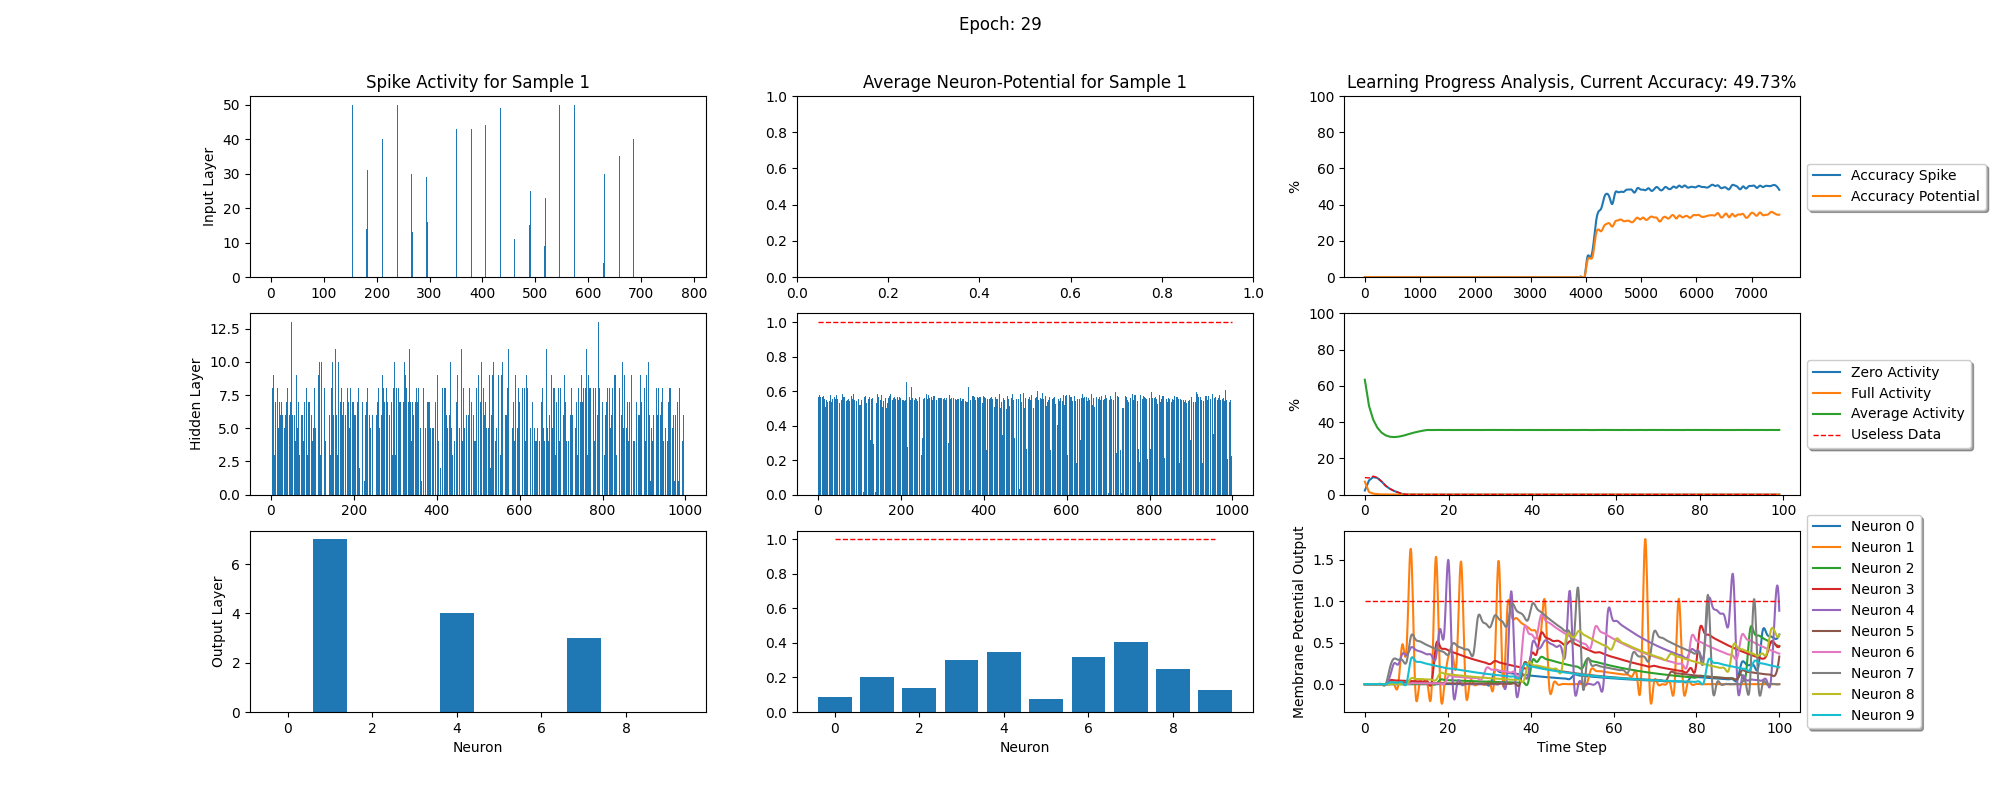 Epoch: 29
Spike Activity for Sample 1
Average Neuron-Potential for Sample 1
Learning Progress Analysis, Current Accuracy: 49.73%
Input Layer
50
40
30
20
10
0
0 100 200 300 400 500 600 700 800
1.0
0.8
0.6
0.4
0.2
0.0
0.0 0.2 0.4 0.6 0.8 1.0
%
100
80
60
40
20
0
0 1000 2000 3000 4000 5000 6000 7000
Accuracy Spike
Accuracy Potential
Hidden Layer
12.5
10.0
7.5
5.0
2.5
0.0
0 200 400 600 800 1000
1.0
0.8
0.6
0.4
0.2
0.0
0 200 400 600 800 1000
%
100
80
60
40
20
0
0 20 40 60 80 100
Zero Activity
Full Activity
Average Activity
Useless Data
Output Layer
6
4
2
0
0 2 4 6 8
Neuron
1.0
0.8
0.6
0.4
0.2
0.0
0 2 4 6 8
Neuron
Membrane Potential Output
1.5
1.0
0.5
0.0
0 20 40 60 80 100
Time Step
Neuron 0
Neuron 1
Neuron 2
Neuron 3
Neuron 4
Neuron 5
Neuron 6
Neuron 7
Neuron 8
Neuron 9